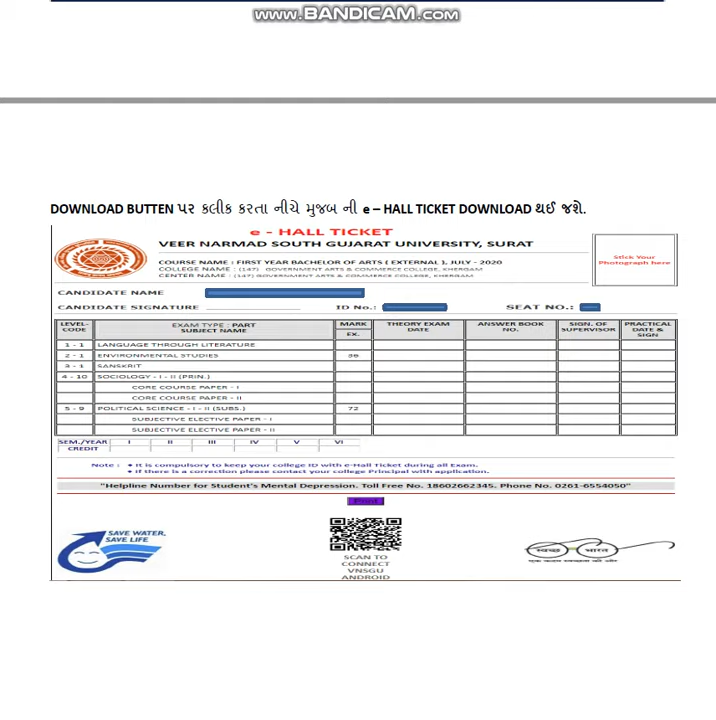 www.BANDICAM.com
DOWNLOAD BUTTEN પર કલીક કરતા નીચે મુજબ ની e – HALL TICKET DOWNLOAD થઈ જશે.
e - HALL TICKET
VEER NARMAD SOUTH GUJARAT UNIVERSITY, SURAT
COURSE NAME : FIRST YEAR BACHELOR OF ARTS ( EXTERNAL ), JULY - 2020
COLLEGE NAME : (147) GOVERNMENT ARTS & COMMERCE COLLEGE, KHERGAM
CENTER NAME : (147) GOVERNMENT ARTS & COMMERCE COLLEGE, KHERGAM
Stick Your
Photograph here
CANDIDATE NAME
CANDIDATE SIGNATURE ID No.: SEAT NO.:
LEVEL-CODE EXAM TYPE : PART SUBJECT NAME MARK EX. THEORY EXAM DATE ANSWER BOOK NO. SIGN. OF SUPERVISOR PRACTICAL DATE & SIGN
1 - 1 LANGUAGE THROUGH LITERATURE
2 - 1 ENVIRONMENTAL STUDIES 36
3 - 1 SANSKRIT
4 - 10 SOCIOLOGY - I - II (PRIN.)
CORE COURSE PAPER - I
CORE COURSE PAPER - II
5 - 9 POLITICAL SCIENCE - I - II (SUBS.) 72
SUBJECTIVE ELECTIVE PAPER - I
SUBJECTIVE ELECTIVE PAPER - II
SEM./YEAR I II III IV V VI
CREDIT
Note : • It is compulsory to keep your college ID with e-Hall Ticket during all Exam.
• If there is a correction please contact your college Principal with application.
"Helpline Number for Student's Mental Depression. Toll Free No. 18602662345. Phone No. 0261-6554050"
Print
SAVE WATER,
SAVE LIFE
SCAN TO
CONNECT
VNSGU
ANDROID
स्वच्छ भारत
एक कदम स्वच्छता की ओर